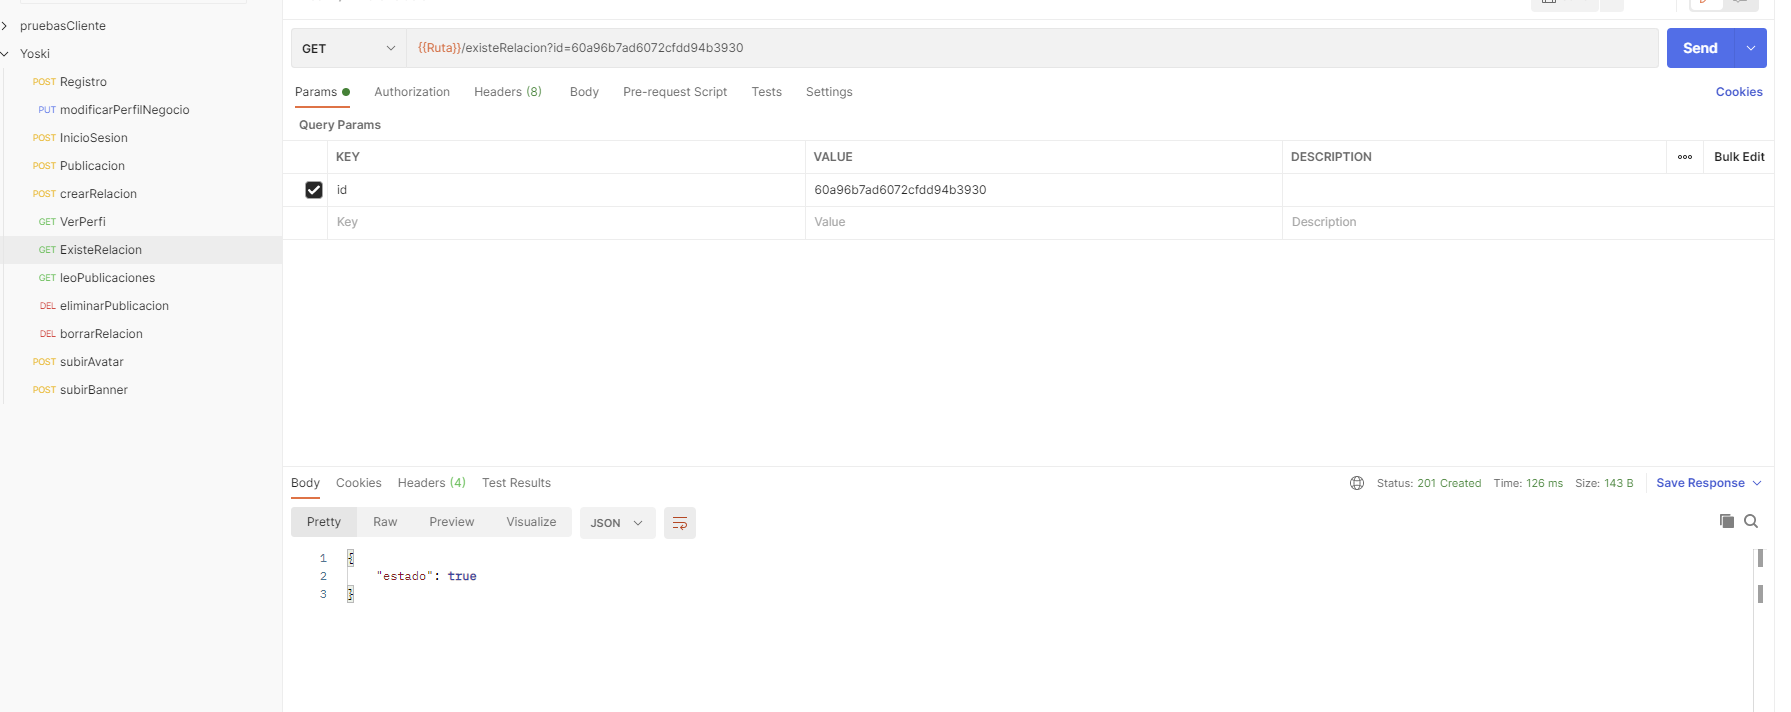 pruebasCliente
Yoski
POST Registro
PUT modificarPerfilNegocio
POST InicioSesion
POST Publicacion
POST crearRelacion
GET VerPerfi
GET ExisteRelacion
GET leoPublicaciones
DEL eliminarPublicacion
DEL borrarRelacion
POST subirAvatar
POST subirBanner
GET {{Ruta}}/existeRelacion?id=60a96b7ad6072cfdd94b3930 Send
Params Authorization Headers (8) Body Pre-request Script Tests Settings Cookies
Query Params
KEY VALUE DESCRIPTION ••• Bulk Edit
id 60a96b7ad6072cfdd94b3930
Key Value Description
Body Cookies Headers (4) Test Results Status: 201 Created Time: 126 ms Size: 143 B Save Response
Pretty Raw Preview Visualize JSON
1 {
2 "estado": true
3 }